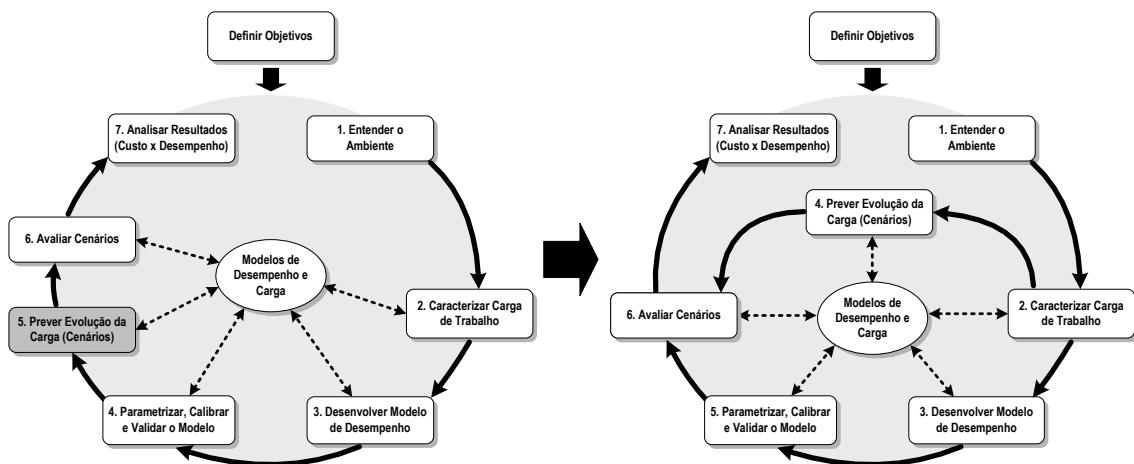 Definir Objetivos
7. Analisar Resultados
(Custo x Desempenho)
1. Entender o
Ambiente
6. Avaliar Cenários
Modelos de
Desempenho e
Carga
5. Prever Evolução da
Carga (Cenários)
2. Caracterizar Carga
de Trabalho
4. Parametrizar, Calibrar
e Validar o Modelo
3. Desenvolver Modelo
de Desempenho
Definir Objetivos
7. Analisar Resultados
(Custo x Desempenho)
1. Entender o
Ambiente
4. Prever Evolução da
Carga (Cenários)
6. Avaliar Cenários
Modelos de
Desempenho e
Carga
2. Caracterizar Carga
de Trabalho
5. Parametrizar, Calibrar
e Validar o Modelo
3. Desenvolver Modelo
de Desempenho